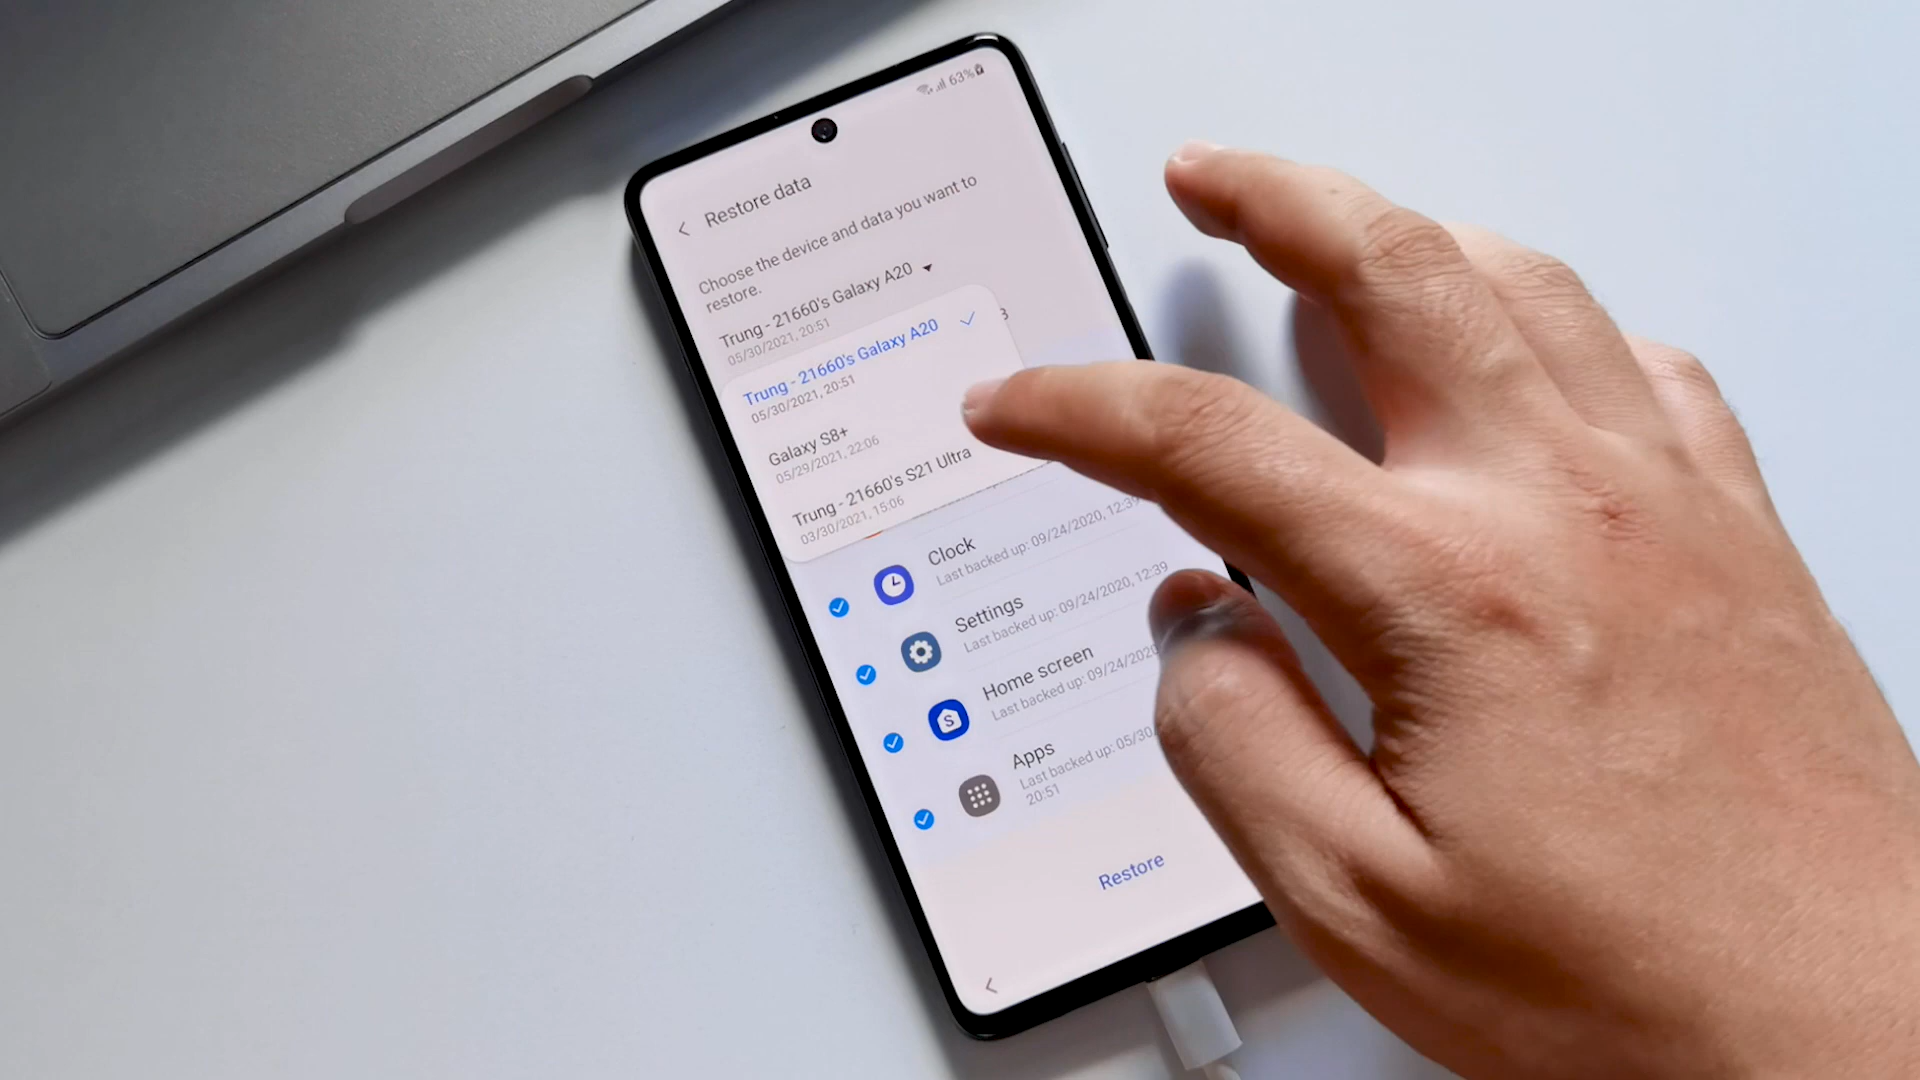 63%
Restore data
Choose the device and data you want to
restore.
Trung - 21660's Galaxy A20
05/30/2021, 20:51
Trung - 21660's Galaxy A20
05/30/2021, 20:51
Galaxy S8+
05/29/2021, 22:06
Trung - 21660's S21 Ultra
03/30/2021, 15:06
Clock
Last backed up: 09/24/2020, 12:39
Settings
Last backed up: 09/24/2020, 12:39
Home screen
Last backed up: 09/24/2020
Apps
Last backed up: 05/30/
20:51
Restore